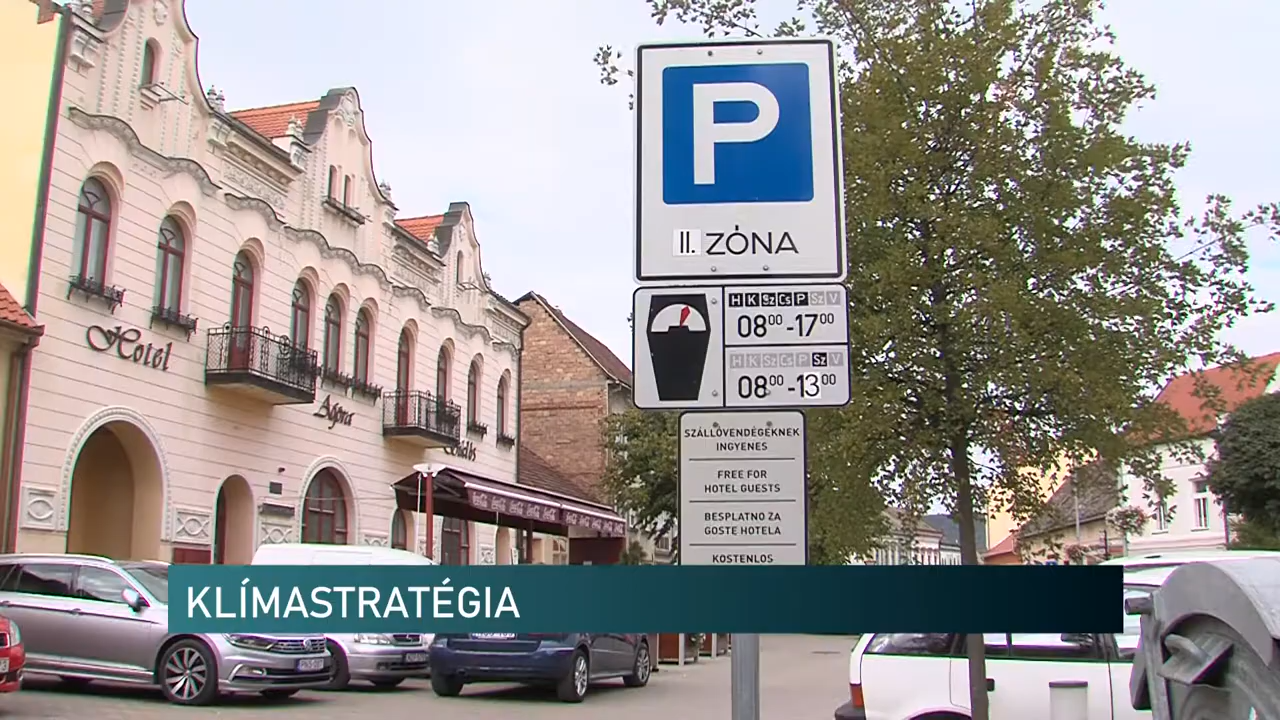 P
II. ZÓNA
H K Sz Cs P Sz V
08⁰⁰ -17⁰⁰
H K Sz Cs P Sz V
08⁰⁰ -13⁰⁰
SZÁLLÓVENDÉGEKNEK
INGYENES
FREE FOR
HOTEL GUESTS
BESPLATNO ZA
GOSTE HOTELA
KOSTENLOS
Hotel
Agora
KLÍMASTRATÉGIA